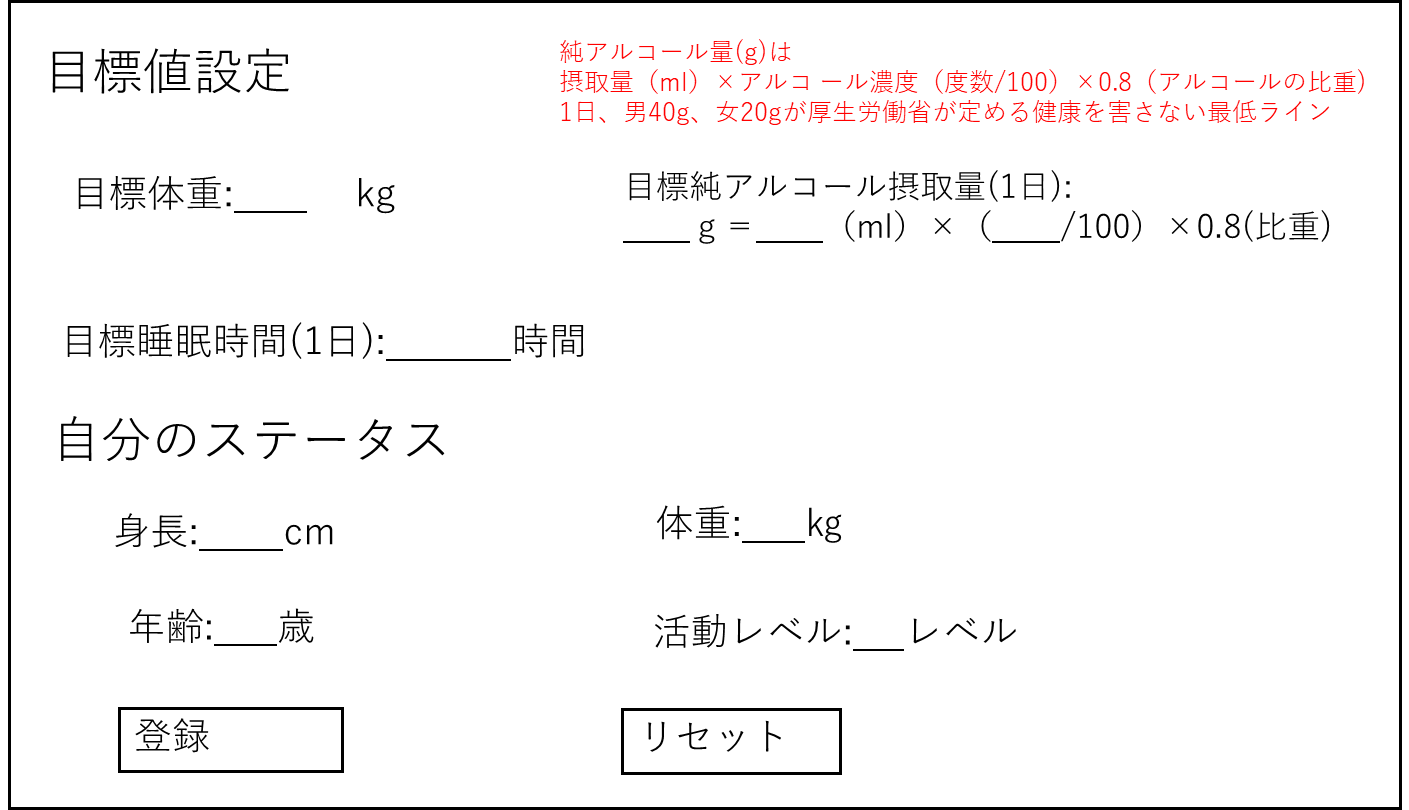 目標値設定
純アルコール量(g)は
摂取量（ml）×アルコール濃度（度数/100）×0.8（アルコールの比重）
1日、男40g、女20gが厚生労働省が定める健康を害さない最低ライン
目標体重:____ kg
目標純アルコール摂取量(1日):
____ g ＝____（ml）×（____/100）×0.8(比重)
目標睡眠時間(1日):______時間
自分のステータス
身長:____cm
体重:___kg
年齢:___歳
活動レベル:__レベル
登録
リセット